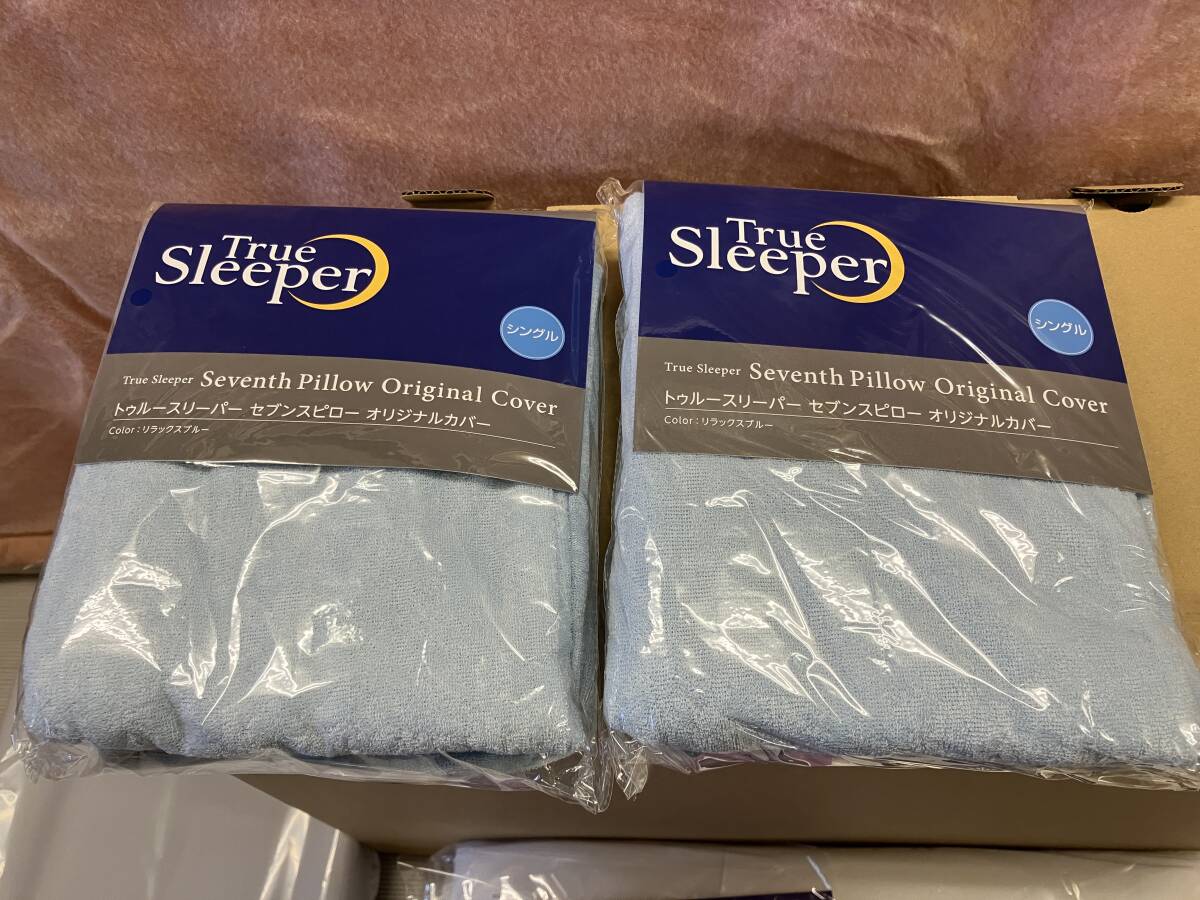 True
Sleeper
シングル
True Sleeper Seventh Pillow Original Cover
トゥルースリーパー セブンスピロー オリジナルカバー
Color：リラックスブルー
True
Sleeper
シングル
True Sleeper Seventh Pillow Original Cover
トゥルースリーパー セブンスピロー オリジナルカバー
Color：リラックスブルー